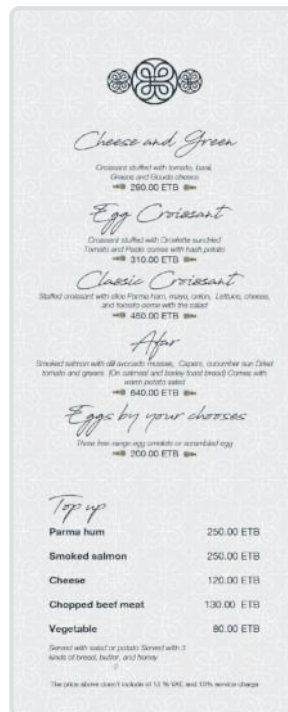 Cheese and Green
Croissant stuffed with tomato, basil,
Greens and Gouda cheese
290.00 ETB
Egg Croissant
Croissant stuffed with Omelette sundried
Tomato and Pesto comes with hash potato
310.00 ETB
Classic Croissant
Stuffed croissant with slice Parma ham, mayo, onion, Lettuce, cheese,
and tomato come with the salad
450.00 ETB
Afar
Smoked salmon with dill avocado musses, Capers, cucumber sun Dried
tomato and greens (On oatmeal and barley toast bread) Comes with
warm potato salad
640.00 ETB
Eggs by your chooses
Three free-range egg omelets or scrambled egg
200.00 ETB
Top up
Parma hum 250.00 ETB
Smoked salmon 250.00 ETB
Cheese 120.00 ETB
Chopped beef meat 130.00 ETB
Vegetable 80.00 ETB
Served with salad or potato Served with 3
kinds of bread, butter, and honey
The price above doesn't include of 15 % VAT, and 10% service charge